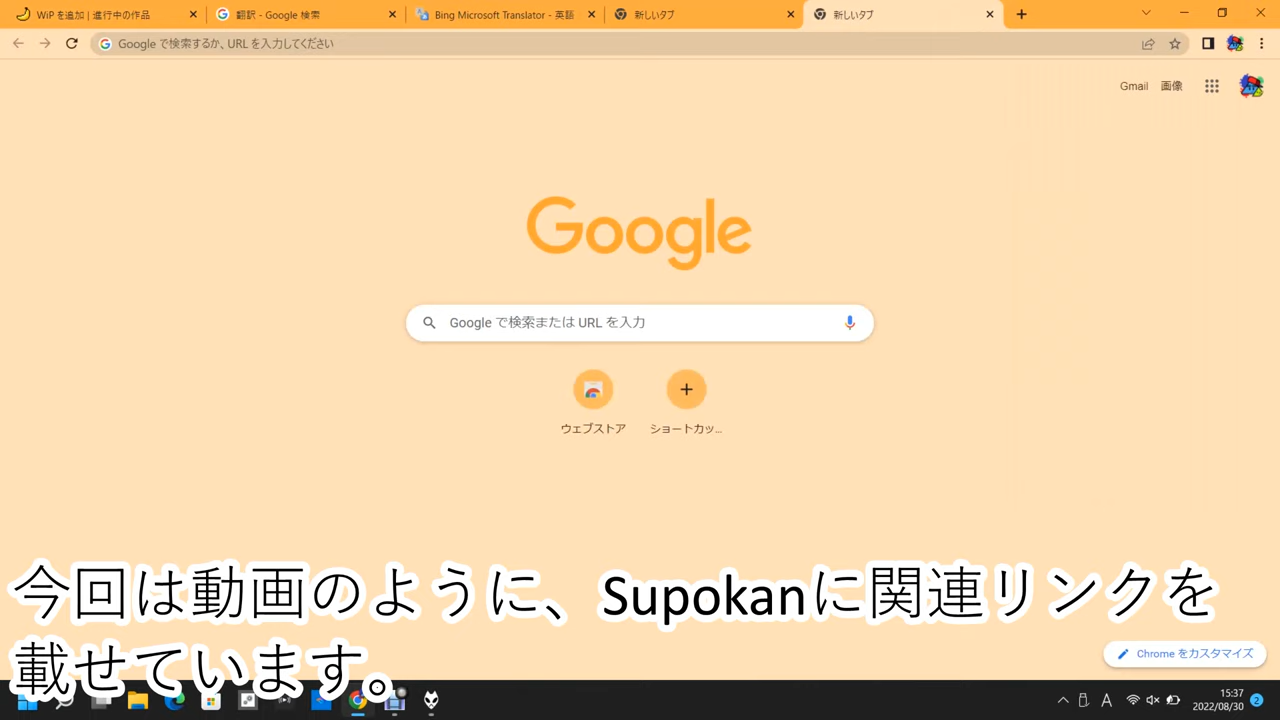 WiP を追加 | 進行中の作品
翻訳 - Google 検索
Bing Microsoft Translator - 英語
新しいタブ
新しいタブ
Google で検索するか、URL を入力してください
Gmail 画像
Google
Google で検索または URL を入力
ウェブストア
ショートカッ...
今回は動画のように、Supokanに関連リンクを
載せています。
Chrome をカスタマイズ
A
15:37
2022/08/30
2